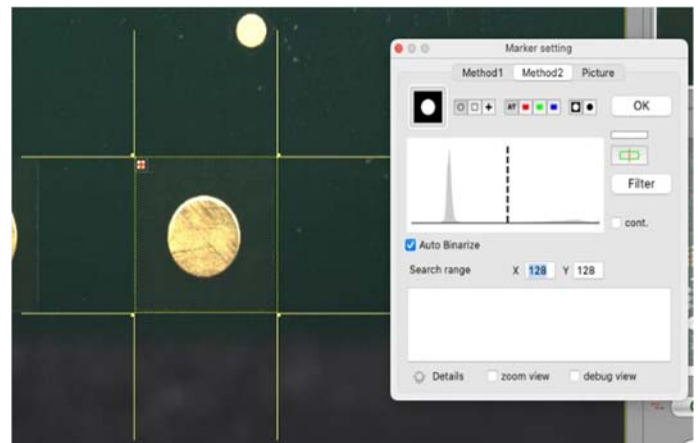 Marker setting
Method1 Method2 Picture
AT
OK
Filter
cont.
Auto Binarize
Search range X 128 Y 128
Details zoom view debug view